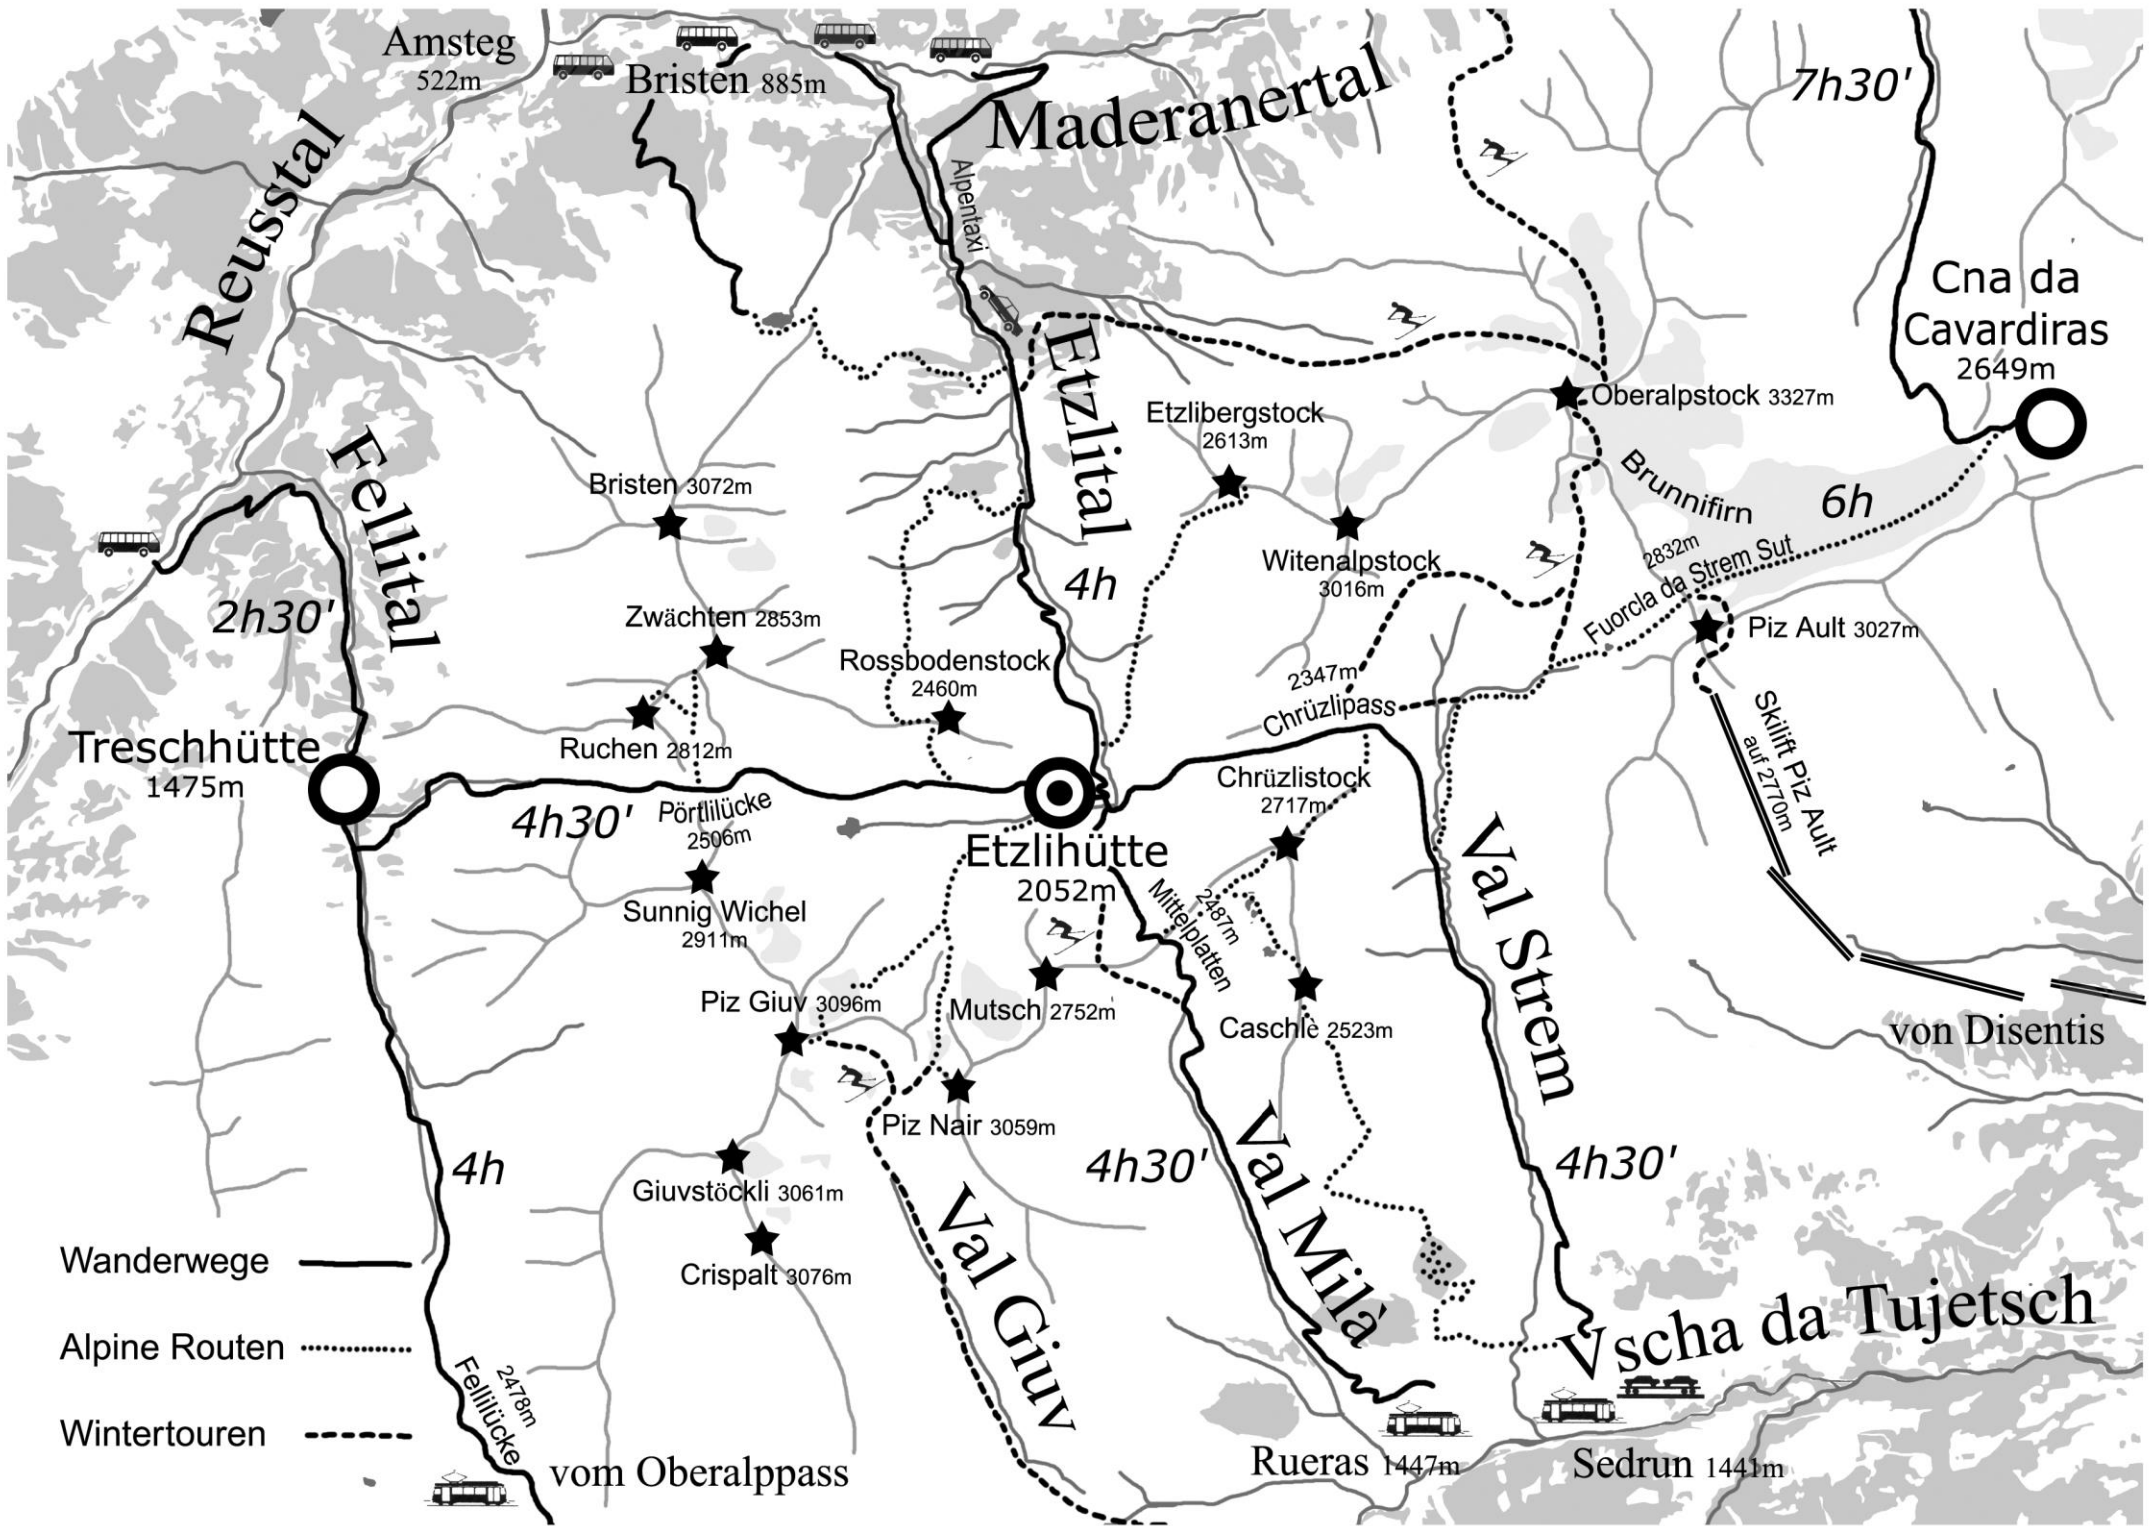 Amsteg
522m
Bristen 885m
Maderanertal
7h30'
Reusstal
Alpentaxi
Cna da
Cavardiras
2649m
Etzlital
Oberalpstock 3327m
Etzlibergstock
2613m
Fellital
Bristen 3072m
Brunnifirn
6h
Witenalpstock
3016m
2832m
Fuorcla da Strem Sut
4h
2h30'
Zwächten 2853m
Piz Ault 3027m
Rossbodenstock
2460m
2347m
Chrüzlipass
Treschhütte
1475m
Ruchen 2812m
Skilift Piz Ault
auf 2770m
Chrüzlistock
2717m
4h30'
Pörtlilücke
2506m
Etzlihütte
2052m
Mittelplatten
2487m
Val Strem
Sunnig Wichel
2911m
Piz Giuv 3096m
Mutsch 2752m
Caschlè 2523m
von Disentis
Piz Nair 3059m
4h
4h30'
Val Milà
4h30'
Giuvstöckli 3061m
Val Giuv
Crispalt 3076m
Wanderwege
Alpine Routen
Wintertouren
Vscha da Tujetsch
Fellilücke
2478m
vom Oberalppass
Rueras 1447m
Sedrun 1441m